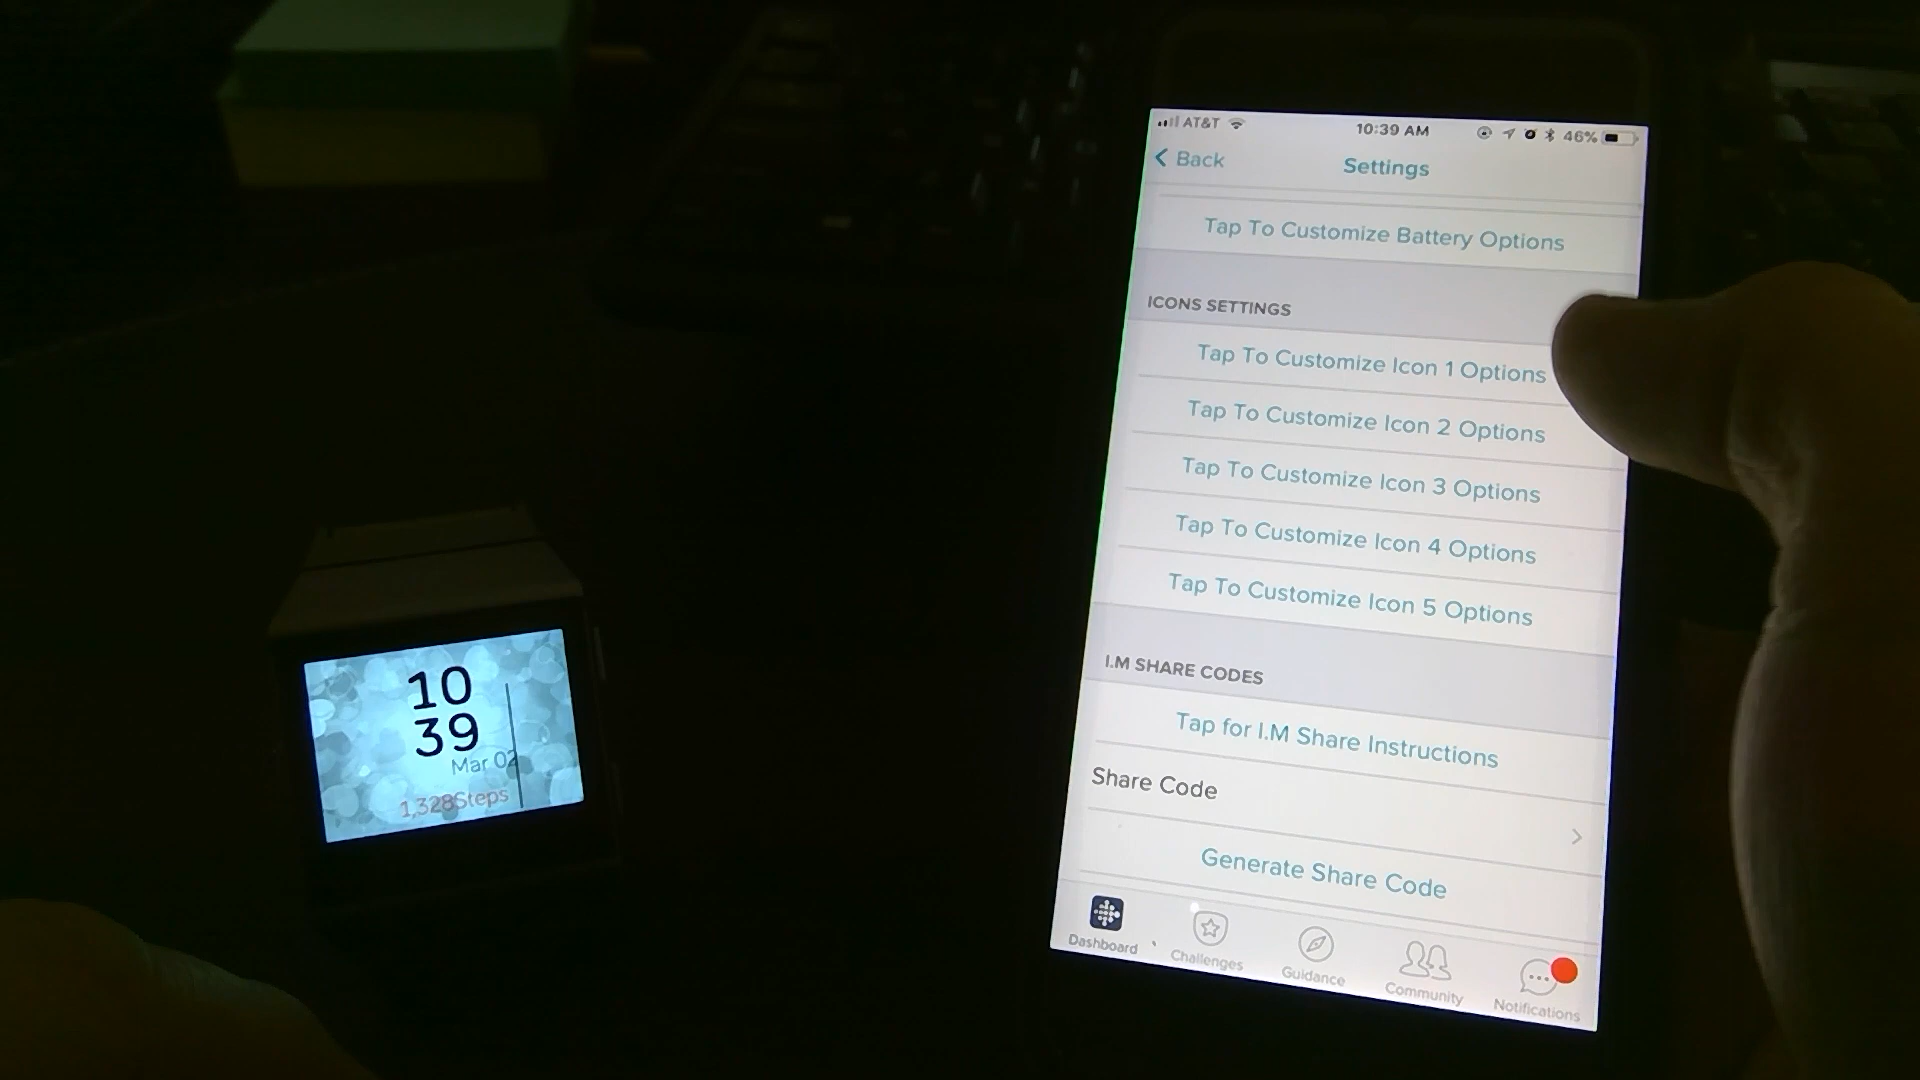 AT&T 10:39 AM 46%
Back Settings
Tap To Customize Battery Options
ICONS SETTINGS
Tap To Customize Icon 1 Options
Tap To Customize Icon 2 Options
Tap To Customize Icon 3 Options
Tap To Customize Icon 4 Options
Tap To Customize Icon 5 Options
I.M SHARE CODES
Tap for I.M Share Instructions
Share Code
Generate Share Code
Dashboard Challenges Guidance Community Notifications
10
39
Mar 02
1,328Steps